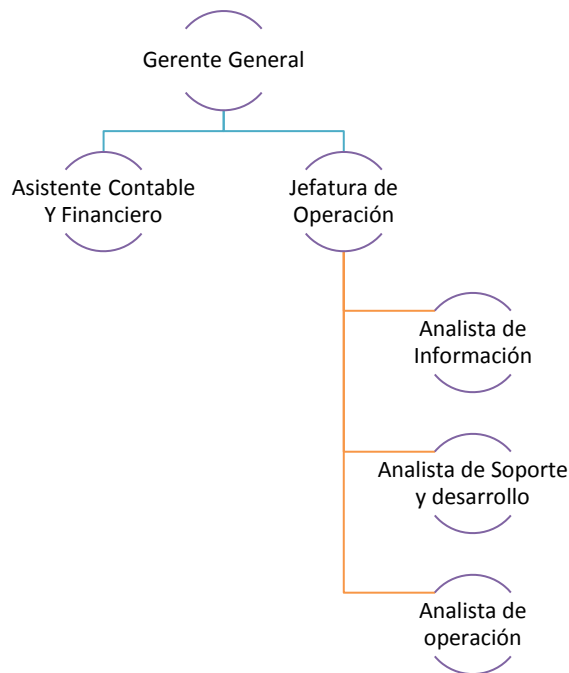 Gerente General
Asistente Contable
Y Financiero
Jefatura de
Operación
Analista de
Información
Analista de Soporte
y desarrollo
Analista de
operación